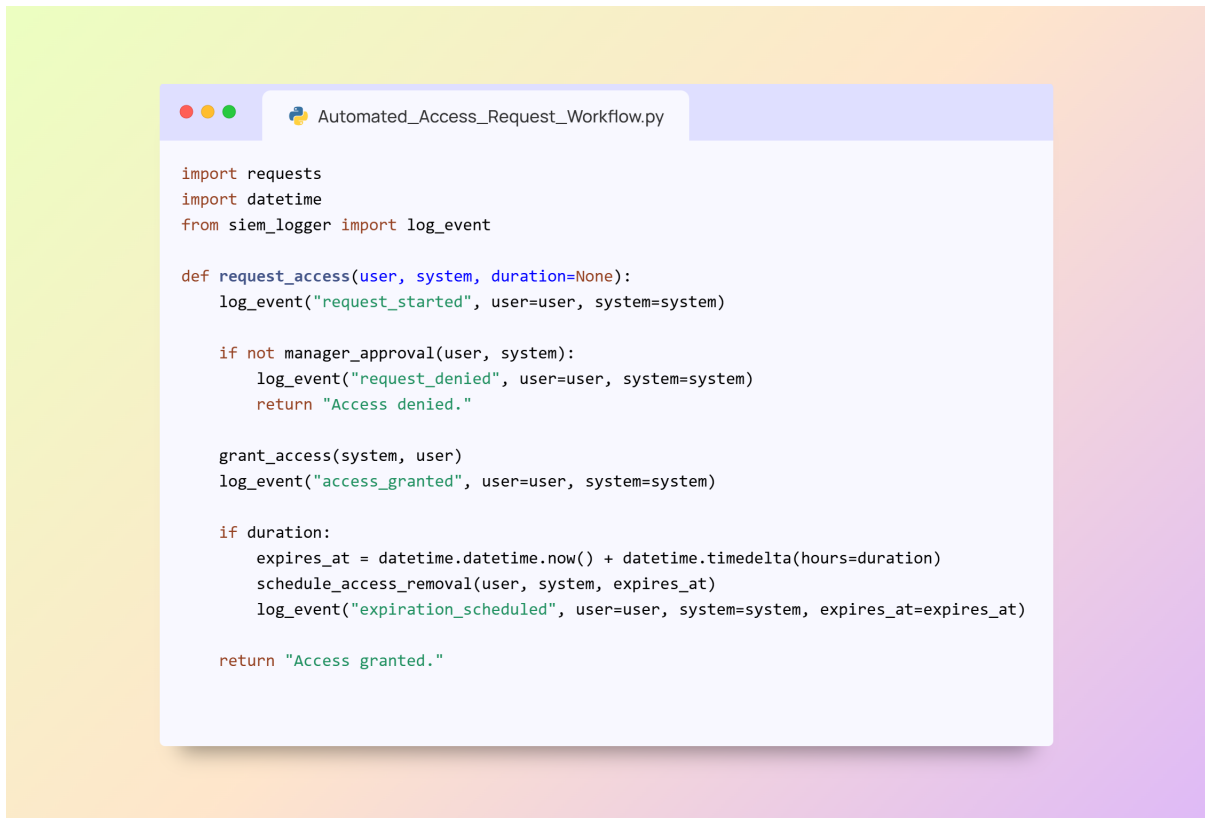 Automated_Access_Request_Workflow.py
import requests
import datetime
from siem_logger import log_event
def request_access(user, system, duration=None):
    log_event("request_started", user=user, system=system)
    if not manager_approval(user, system):
        log_event("request_denied", user=user, system=system)
        return "Access denied."
    grant_access(system, user)
    log_event("access_granted", user=user, system=system)
    if duration:
        expires_at = datetime.datetime.now() + datetime.timedelta(hours=duration)
        schedule_access_removal(user, system, expires_at)
        log_event("expiration_scheduled", user=user, system=system, expires_at=expires_at)
    return "Access granted."